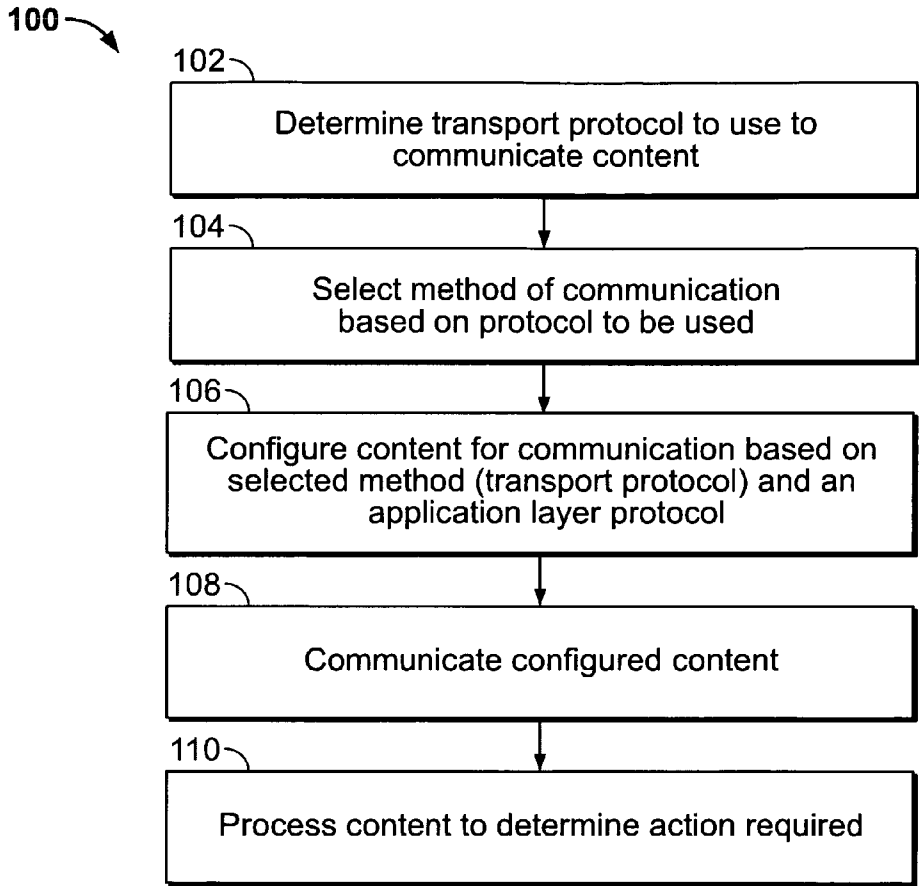 100
102
Determine transport protocol to use to
communicate content
104
Select method of communication
based on protocol to be used
106
Configure content for communication based on
selected method (transport protocol) and an
application layer protocol
108
Communicate configured content
110
Process content to determine action required